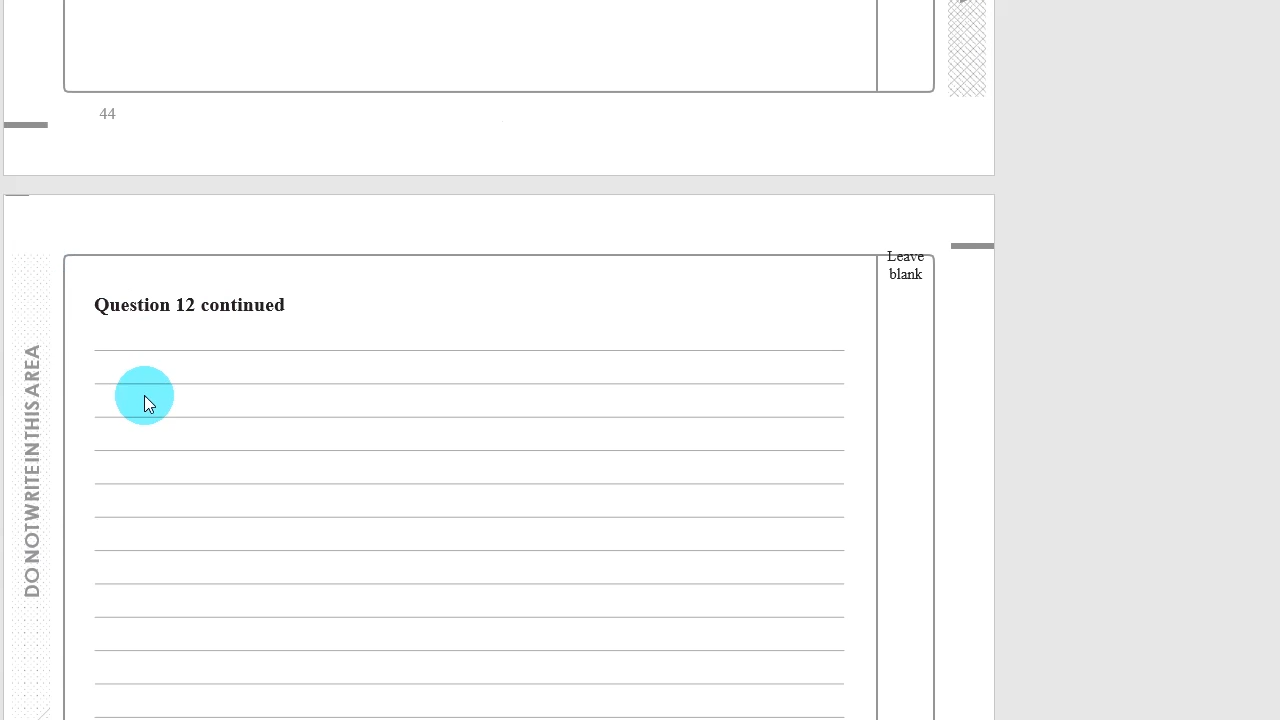 44
Leave
blank
Question 12 continued
DO NOT WRITE IN THIS AREA